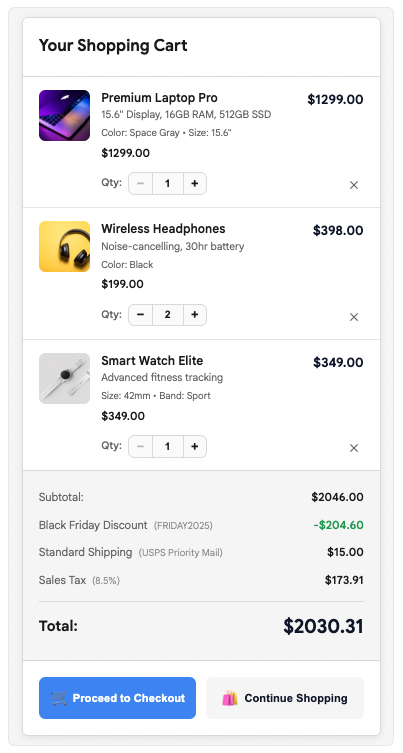 Your Shopping Cart
Premium Laptop Pro $1299.00
15.6" Display, 16GB RAM, 512GB SSD
Color: Space Gray • Size: 15.6"
$1299.00
Qty: − 1 + ×
Wireless Headphones $398.00
Noise-cancelling, 30hr battery
Color: Black
$199.00
Qty: − 2 + ×
Smart Watch Elite $349.00
Advanced fitness tracking
Size: 42mm • Band: Sport
$349.00
Qty: − 1 + ×
Subtotal: $2046.00
Black Friday Discount (FRIDAY2025) -$204.60
Standard Shipping (USPS Priority Mail) $15.00
Sales Tax (8.5%) $173.91
Total: $2030.31
🛒 Proceed to Checkout 🛍️ Continue Shopping